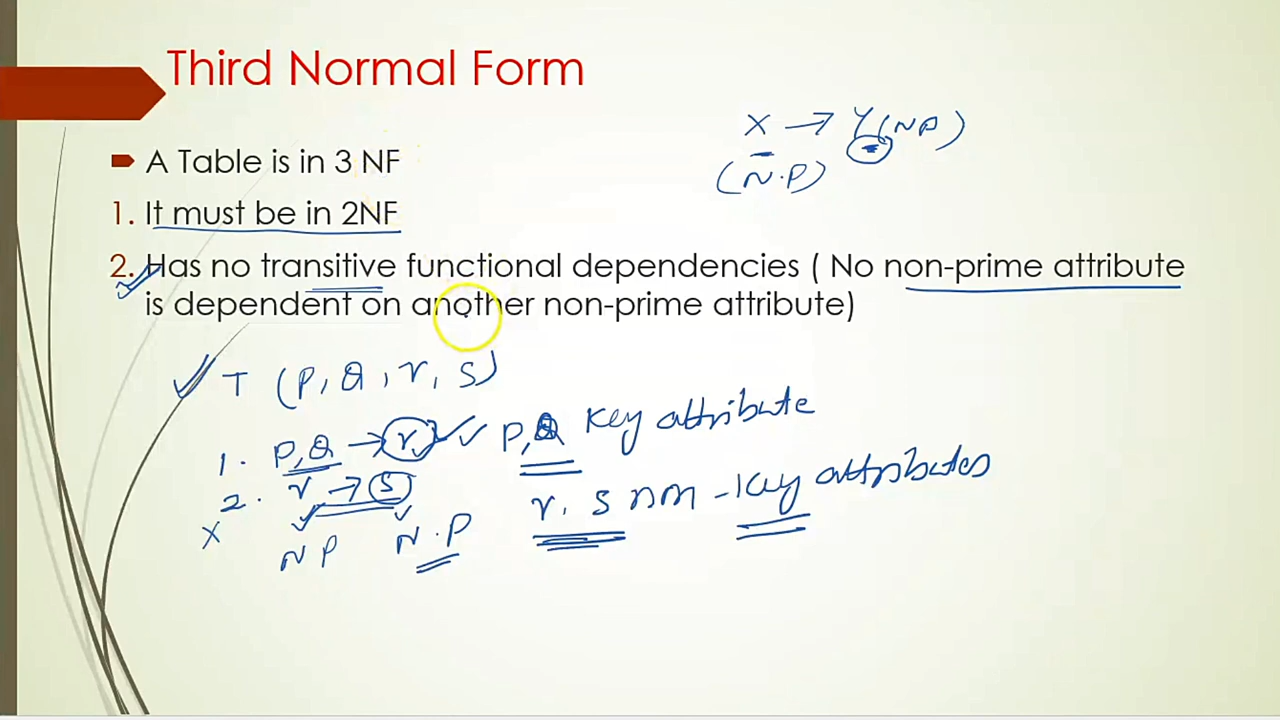 Third Normal Form
X → Y (NP)
(N.P)
A Table is in 3 NF
1. It must be in 2NF
2. Has no transitive functional dependencies ( No non-prime attribute
is dependent on another non-prime attribute)
T (P, Q, r, S)
1. P, Q → r, P, Q Key attribute
2. r → S r, s non-key attributes
X NP N.P